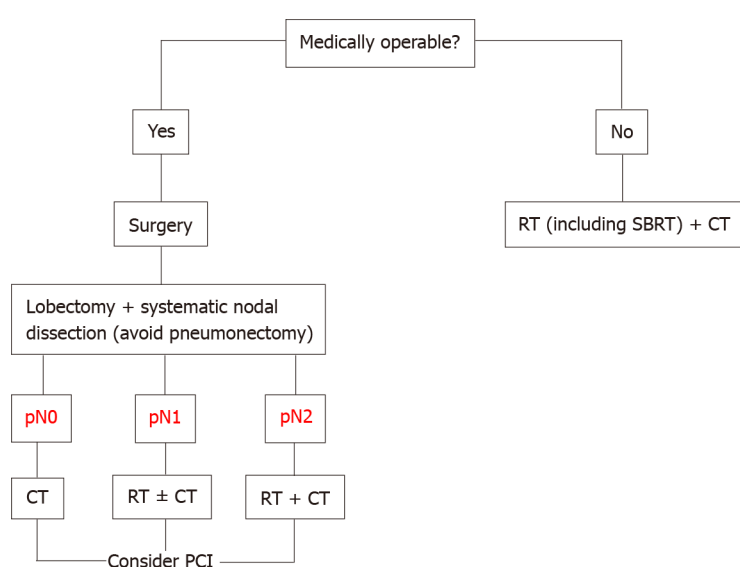 Medically operable?
Yes
No
Surgery
RT (including SBRT) + CT
Lobectomy + systematic nodal
dissection (avoid pneumonectomy)
pN0
pN1
pN2
CT
RT ± CT
RT + CT
Consider PCI